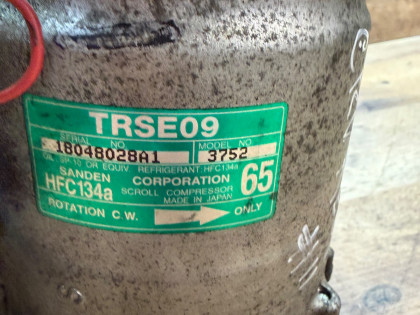 TRSE09
SERIAL NO. MODEL NO.
18048028A1 3752
OIL SP-10 OR EQUIV. REFRIGERANT:HFC134a
SANDEN CORPORATION 65
HFC134a SCROLL COMPRESSOR
MADE IN JAPAN
ROTATION C.W. ONLY